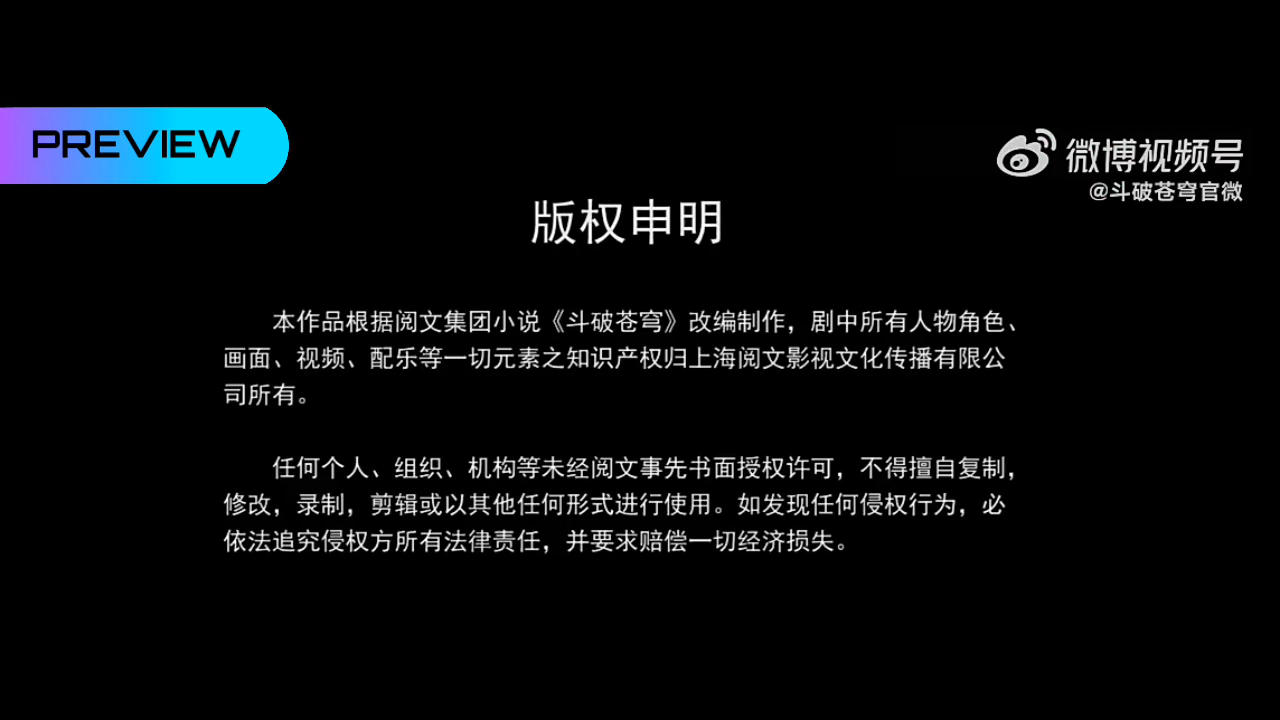 PREVIEW
微博视频号
@斗破苍穹官微
版权申明
本作品根据阅文集团小说《斗破苍穹》改编制作，剧中所有人物角色、
画面、视频、配乐等一切元素之知识产权归上海阅文影视文化传播有限公
司所有。
任何个人、组织、机构等未经阅文事先书面授权许可，不得擅自复制，
修改，录制，剪辑或以其他任何形式进行使用。如发现任何侵权行为，必
依法追究侵权方所有法律责任，并要求赔偿一切经济损失。